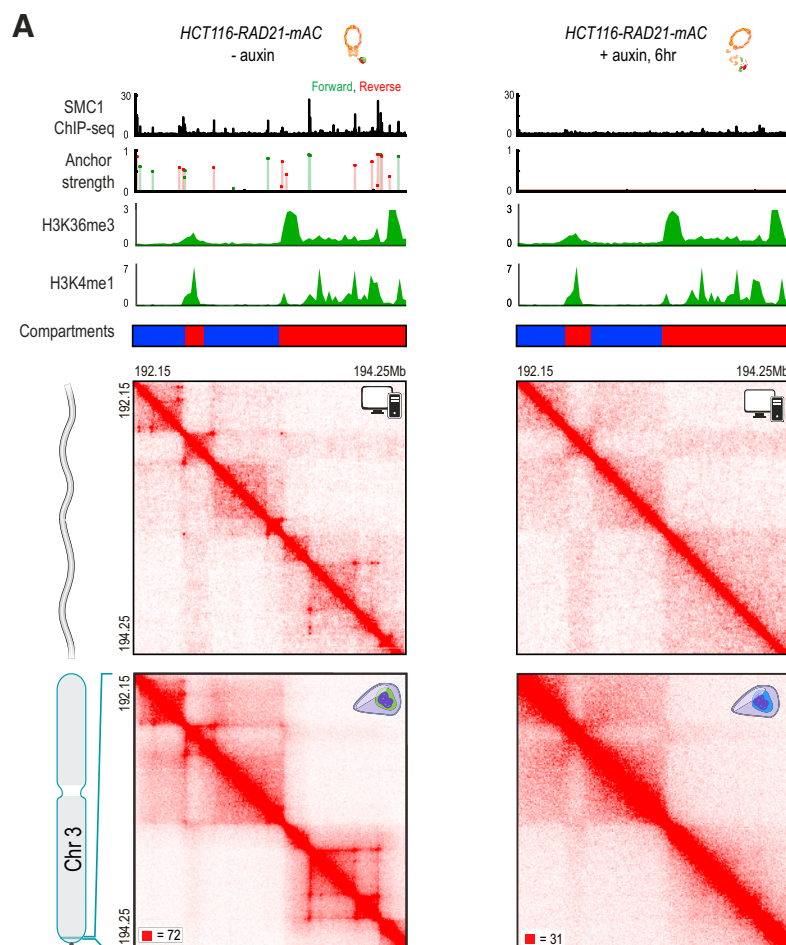 A
HCT116-RAD21-mAC
- auxin
HCT116-RAD21-mAC
+ auxin, 6hr
Forward, Reverse
SMC1
ChIP-seq
30
0
30
0
Anchor
strength
1
0
1
0
H3K36me3
3
0
3
0
H3K4me1
7
0
7
0
Compartments
192.15
194.25Mb
192.15
194.25Mb
192.15
194.25
192.15
194.25
Chr 3
= 72
= 31